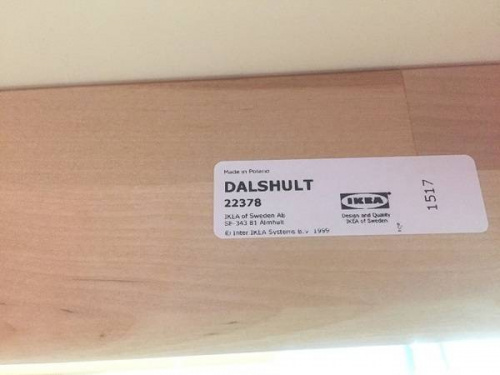 Made in Poland
DALSHULT
22378
IKEA of Sweden Ab
SF-343 81 Älmhult
© Inter IKEA Systems B.V. 1999
IKEA
Design and Quality
IKEA of Sweden
1517